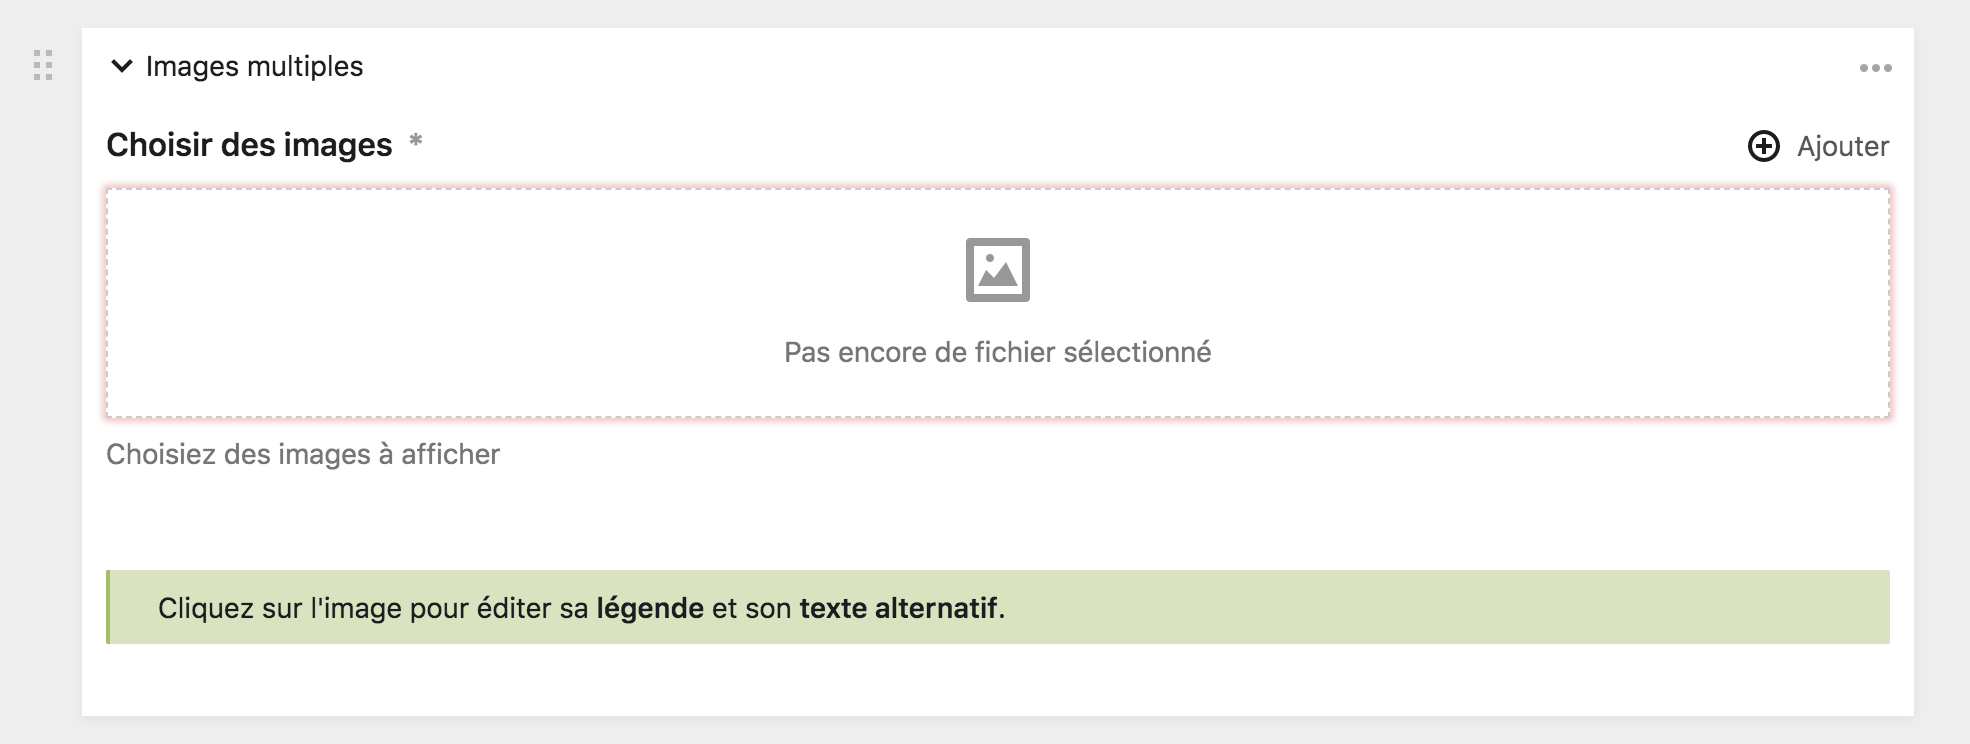 Images multiples
Choisir des images *
Ajouter
Pas encore de fichier sélectionné
Choisiez des images à afficher
Cliquez sur l'image pour éditer sa légende et son texte alternatif.